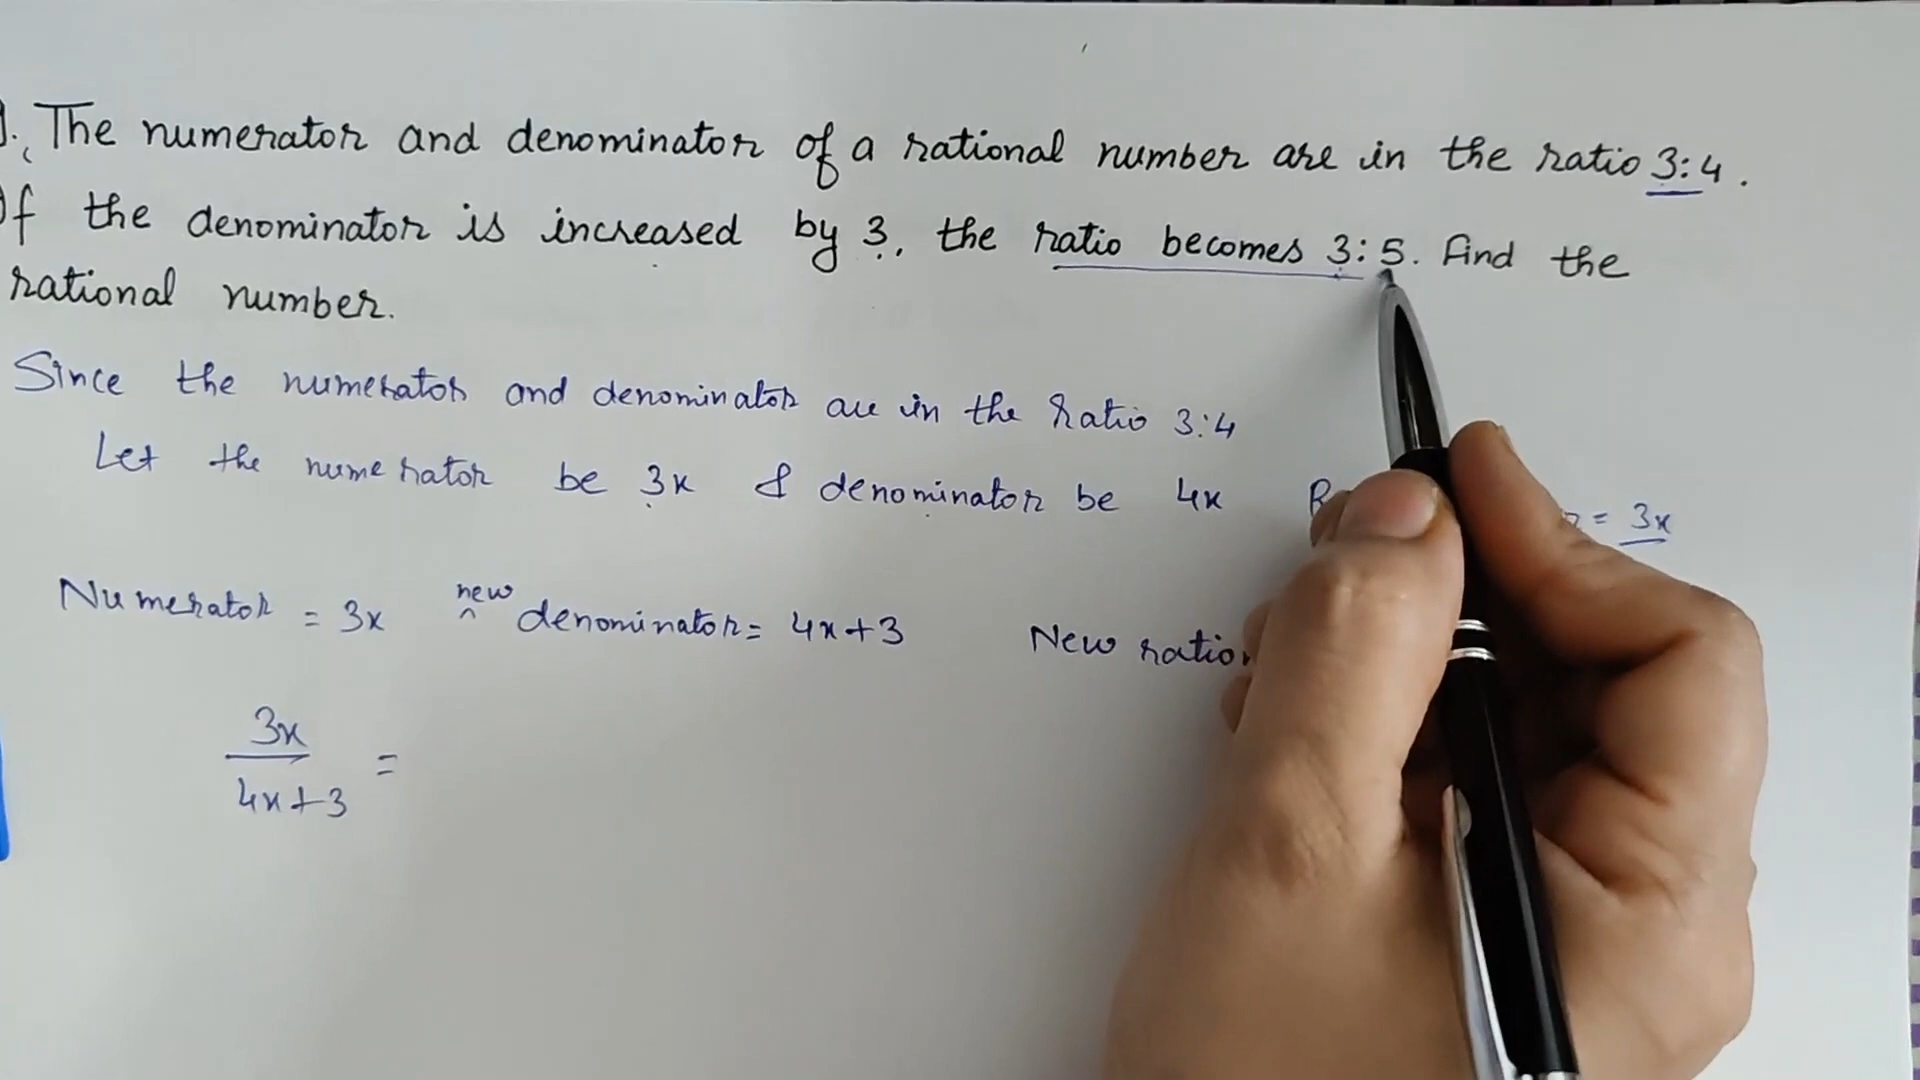 The numerator and denominator of a rational number are in the ratio 3:4.
If the denominator is increased by 3, the ratio becomes 3:5. Find the
rational number.
Since the numerator and denominator are in the ratio 3:4
Let the numerator be 3x & denominator be 4x = 3x
Numerator = 3x new denominator = 4x+3 New
3x
4x+3 =